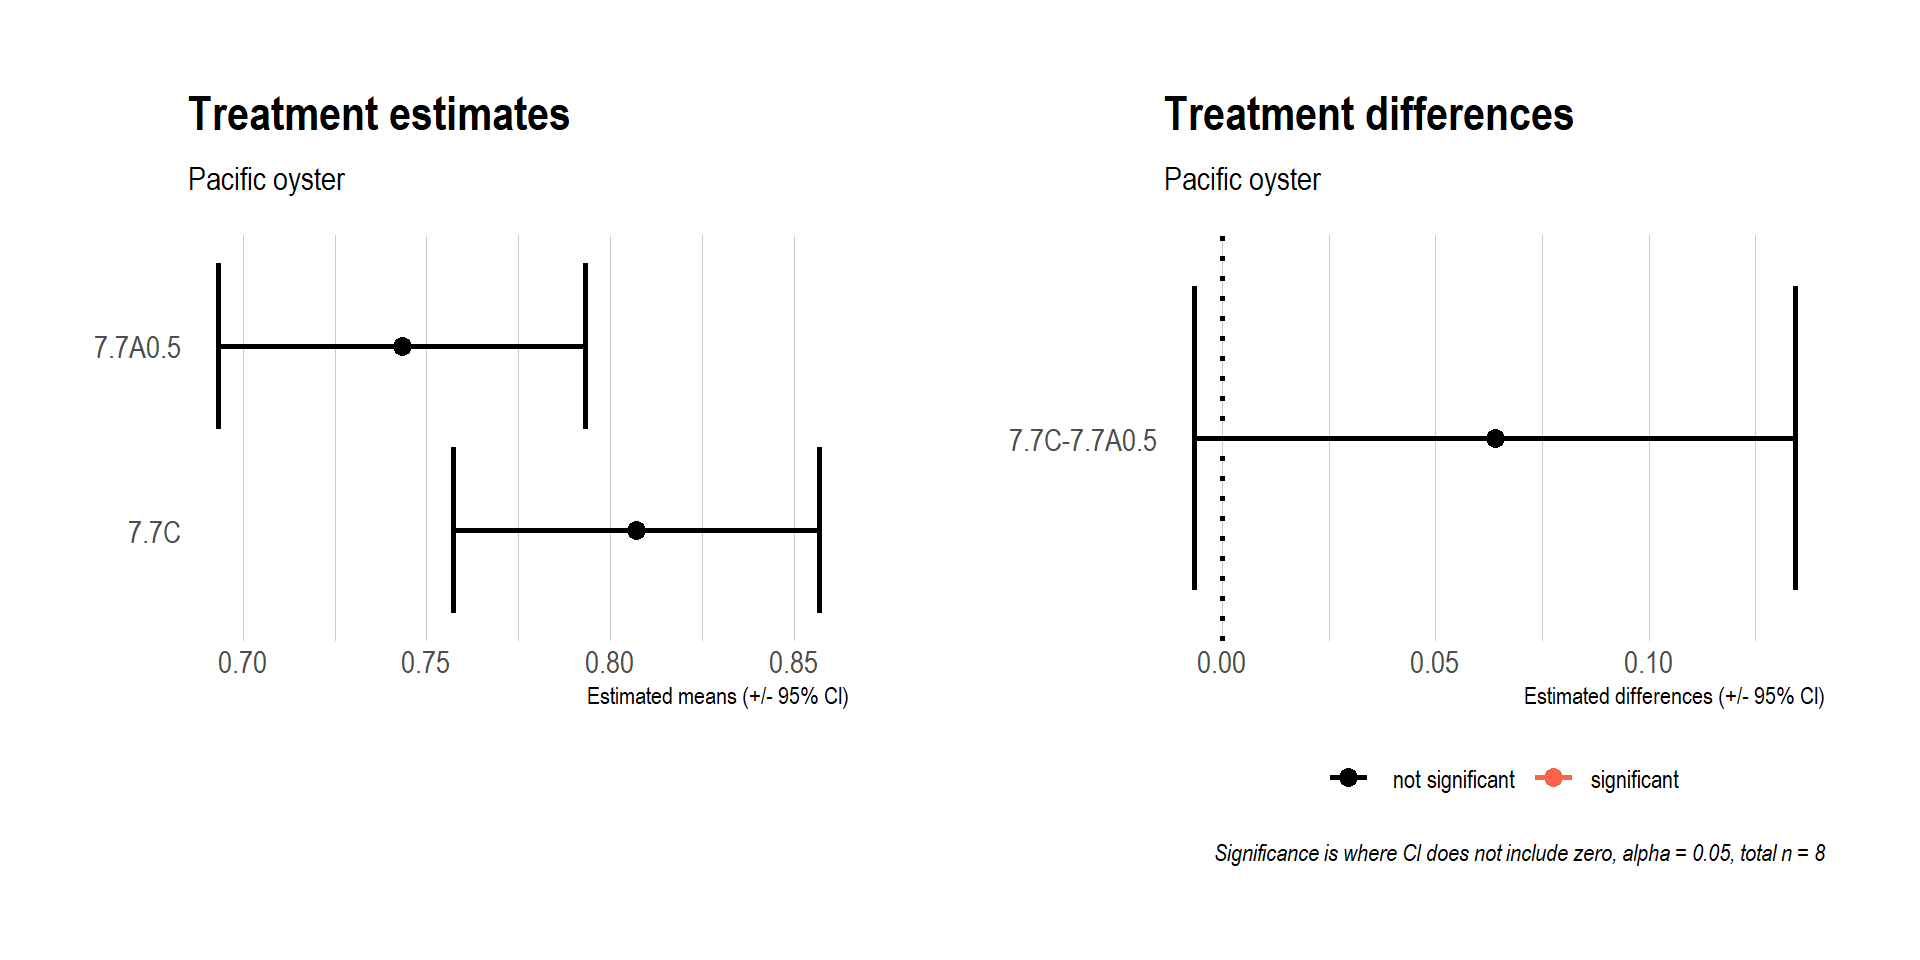 Treatment estimates
Pacific oyster
7.7A0.5
7.7C
0.70 0.75 0.80 0.85
Estimated means (+/- 95% CI)
Treatment differences
Pacific oyster
7.7C-7.7A0.5
0.00 0.05 0.10
Estimated differences (+/- 95% CI)
not significant significant
Significance is where CI does not include zero, alpha = 0.05, total n = 8